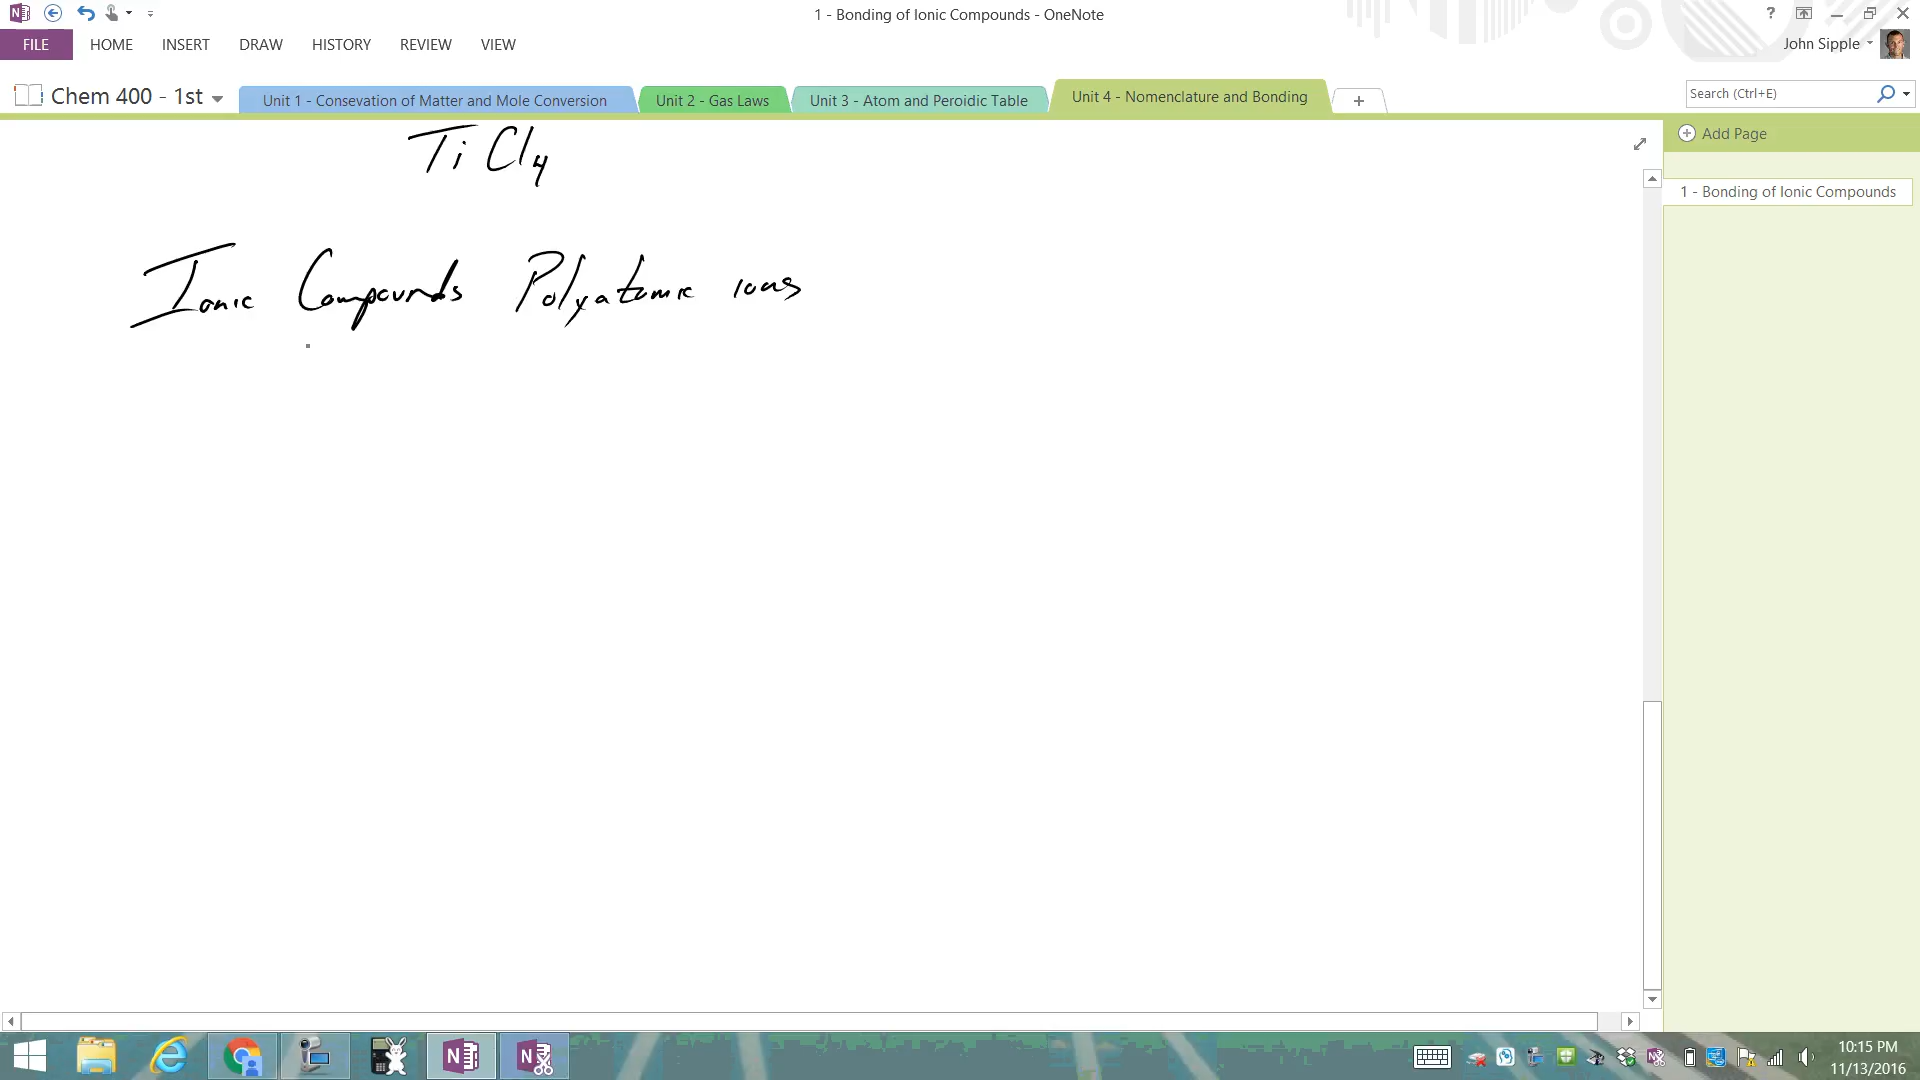 1 - Bonding of Ionic Compounds - OneNote
FILE HOME INSERT DRAW HISTORY REVIEW VIEW
John Sipple
Chem 400 - 1st
Unit 1 - Consevation of Matter and Mole Conversion
Unit 2 - Gas Laws
Unit 3 - Atom and Peroidic Table
Unit 4 - Nomenclature and Bonding
Search (Ctrl+E)
Add Page
1 - Bonding of Ionic Compounds
TiCl4
Ionic Compounds Polyatomic ions
10:15 PM
11/13/2016